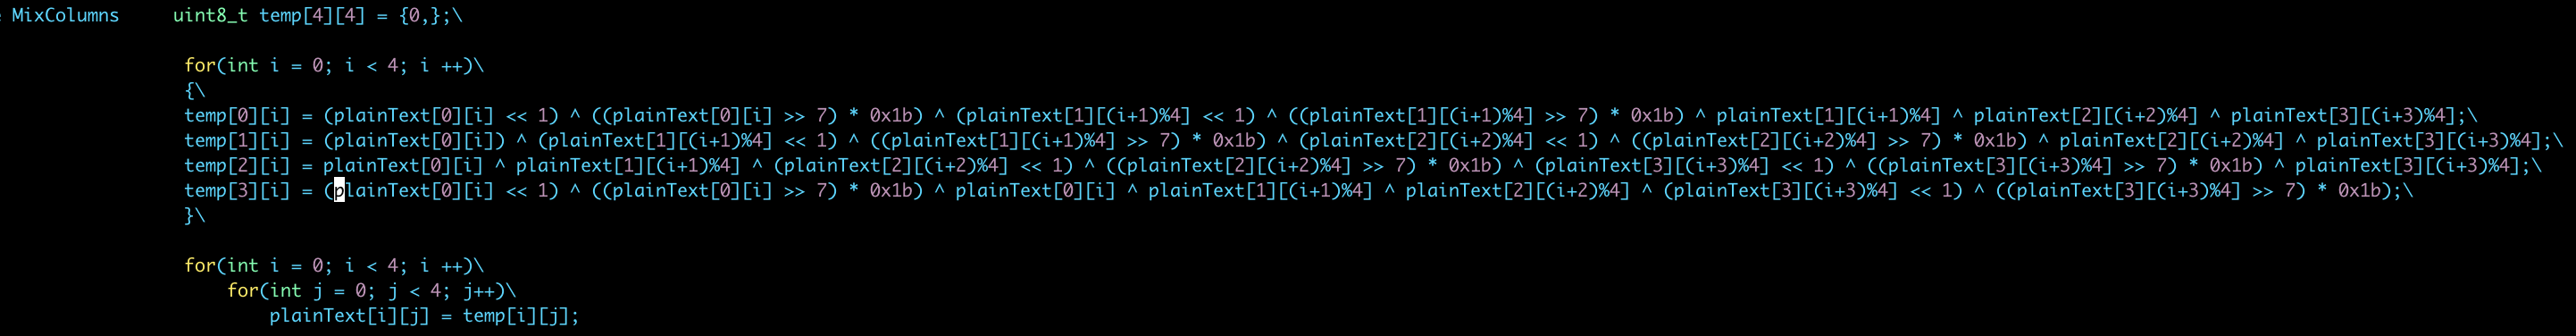 e MixColumns     uint8_t temp[4][4] = {0,};\
for(int i = 0; i < 4; i ++)\
{\
temp[0][i] = (plainText[0][i] << 1) ^ ((plainText[0][i] >> 7) * 0x1b) ^ (plainText[1][(i+1)%4] << 1) ^ ((plainText[1][(i+1)%4] >> 7) * 0x1b) ^ plainText[1][(i+1)%4] ^ plainText[2][(i+2)%4] ^ plainText[3][(i+3)%4];\
temp[1][i] = (plainText[0][i]) ^ (plainText[1][(i+1)%4] << 1) ^ ((plainText[1][(i+1)%4] >> 7) * 0x1b) ^ (plainText[2][(i+2)%4] << 1) ^ ((plainText[2][(i+2)%4] >> 7) * 0x1b) ^ plainText[2][(i+2)%4] ^ plainText[3][(i+3)%4];\
temp[2][i] = plainText[0][i] ^ plainText[1][(i+1)%4] ^ (plainText[2][(i+2)%4] << 1) ^ ((plainText[2][(i+2)%4] >> 7) * 0x1b) ^ (plainText[3][(i+3)%4] << 1) ^ ((plainText[3][(i+3)%4] >> 7) * 0x1b) ^ plainText[3][(i+3)%4];\
temp[3][i] = (plainText[0][i] << 1) ^ ((plainText[0][i] >> 7) * 0x1b) ^ plainText[0][i] ^ plainText[1][(i+1)%4] ^ plainText[2][(i+2)%4] ^ (plainText[3][(i+3)%4] << 1) ^ ((plainText[3][(i+3)%4] >> 7) * 0x1b);\
}\
for(int i = 0; i < 4; i ++)\
for(int j = 0; j < 4; j++)\
plainText[i][j] = temp[i][j];